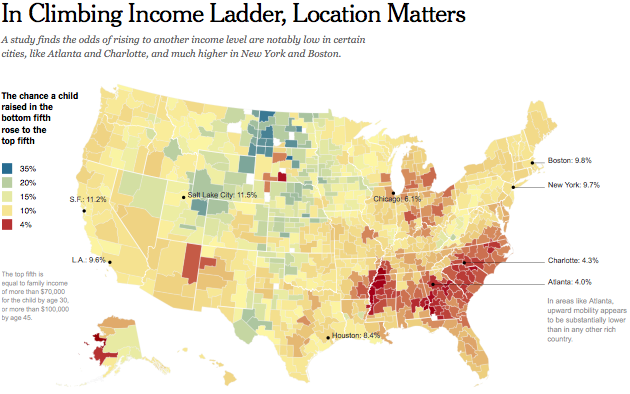 In Climbing Income Ladder, Location Matters
A study finds the odds of rising to another income level are notably low in certain
cities, like Atlanta and Charlotte, and much higher in New York and Boston.
The chance a child
raised in the
bottom fifth
rose to the
top fifth
35%
20%
15%
10%
4%
S.F.: 11.2%
Salt Lake City: 11.5%
Chicago: 6.1%
Boston: 9.8%
New York: 9.7%
L.A.: 9.6%
Charlotte: 4.3%
Atlanta: 4.0%
The top fifth is
equal to family income
of more than $70,000
for the child by age 30,
or more than $100,000
by age 45.
In areas like Atlanta,
upward mobility appears
to be substantially lower
than in any other rich
country.
Houston: 8.4%